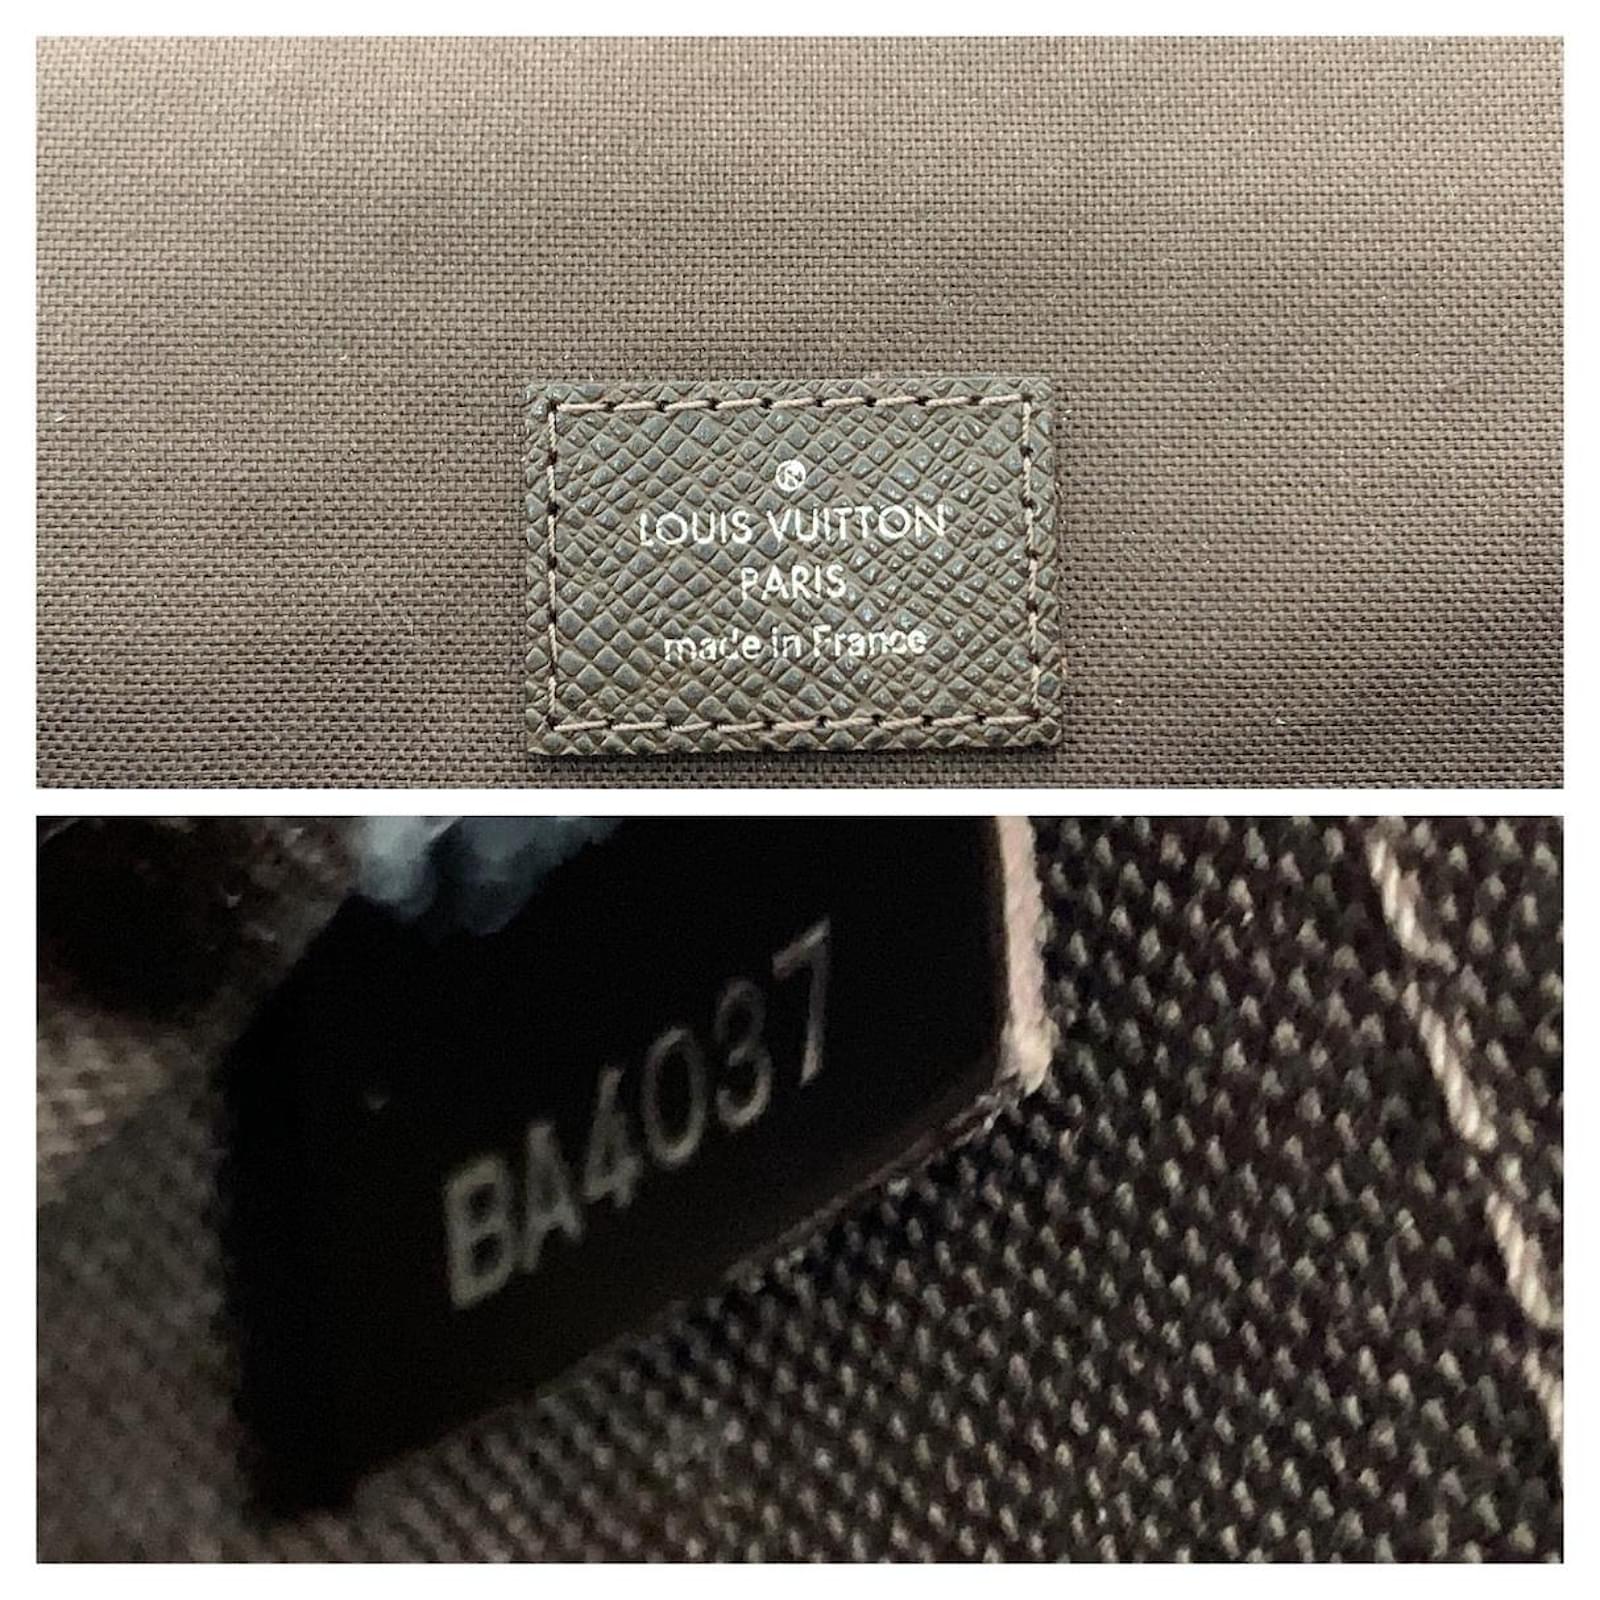 ®
LOUIS VUITTON
PARIS
made in France
BA4037